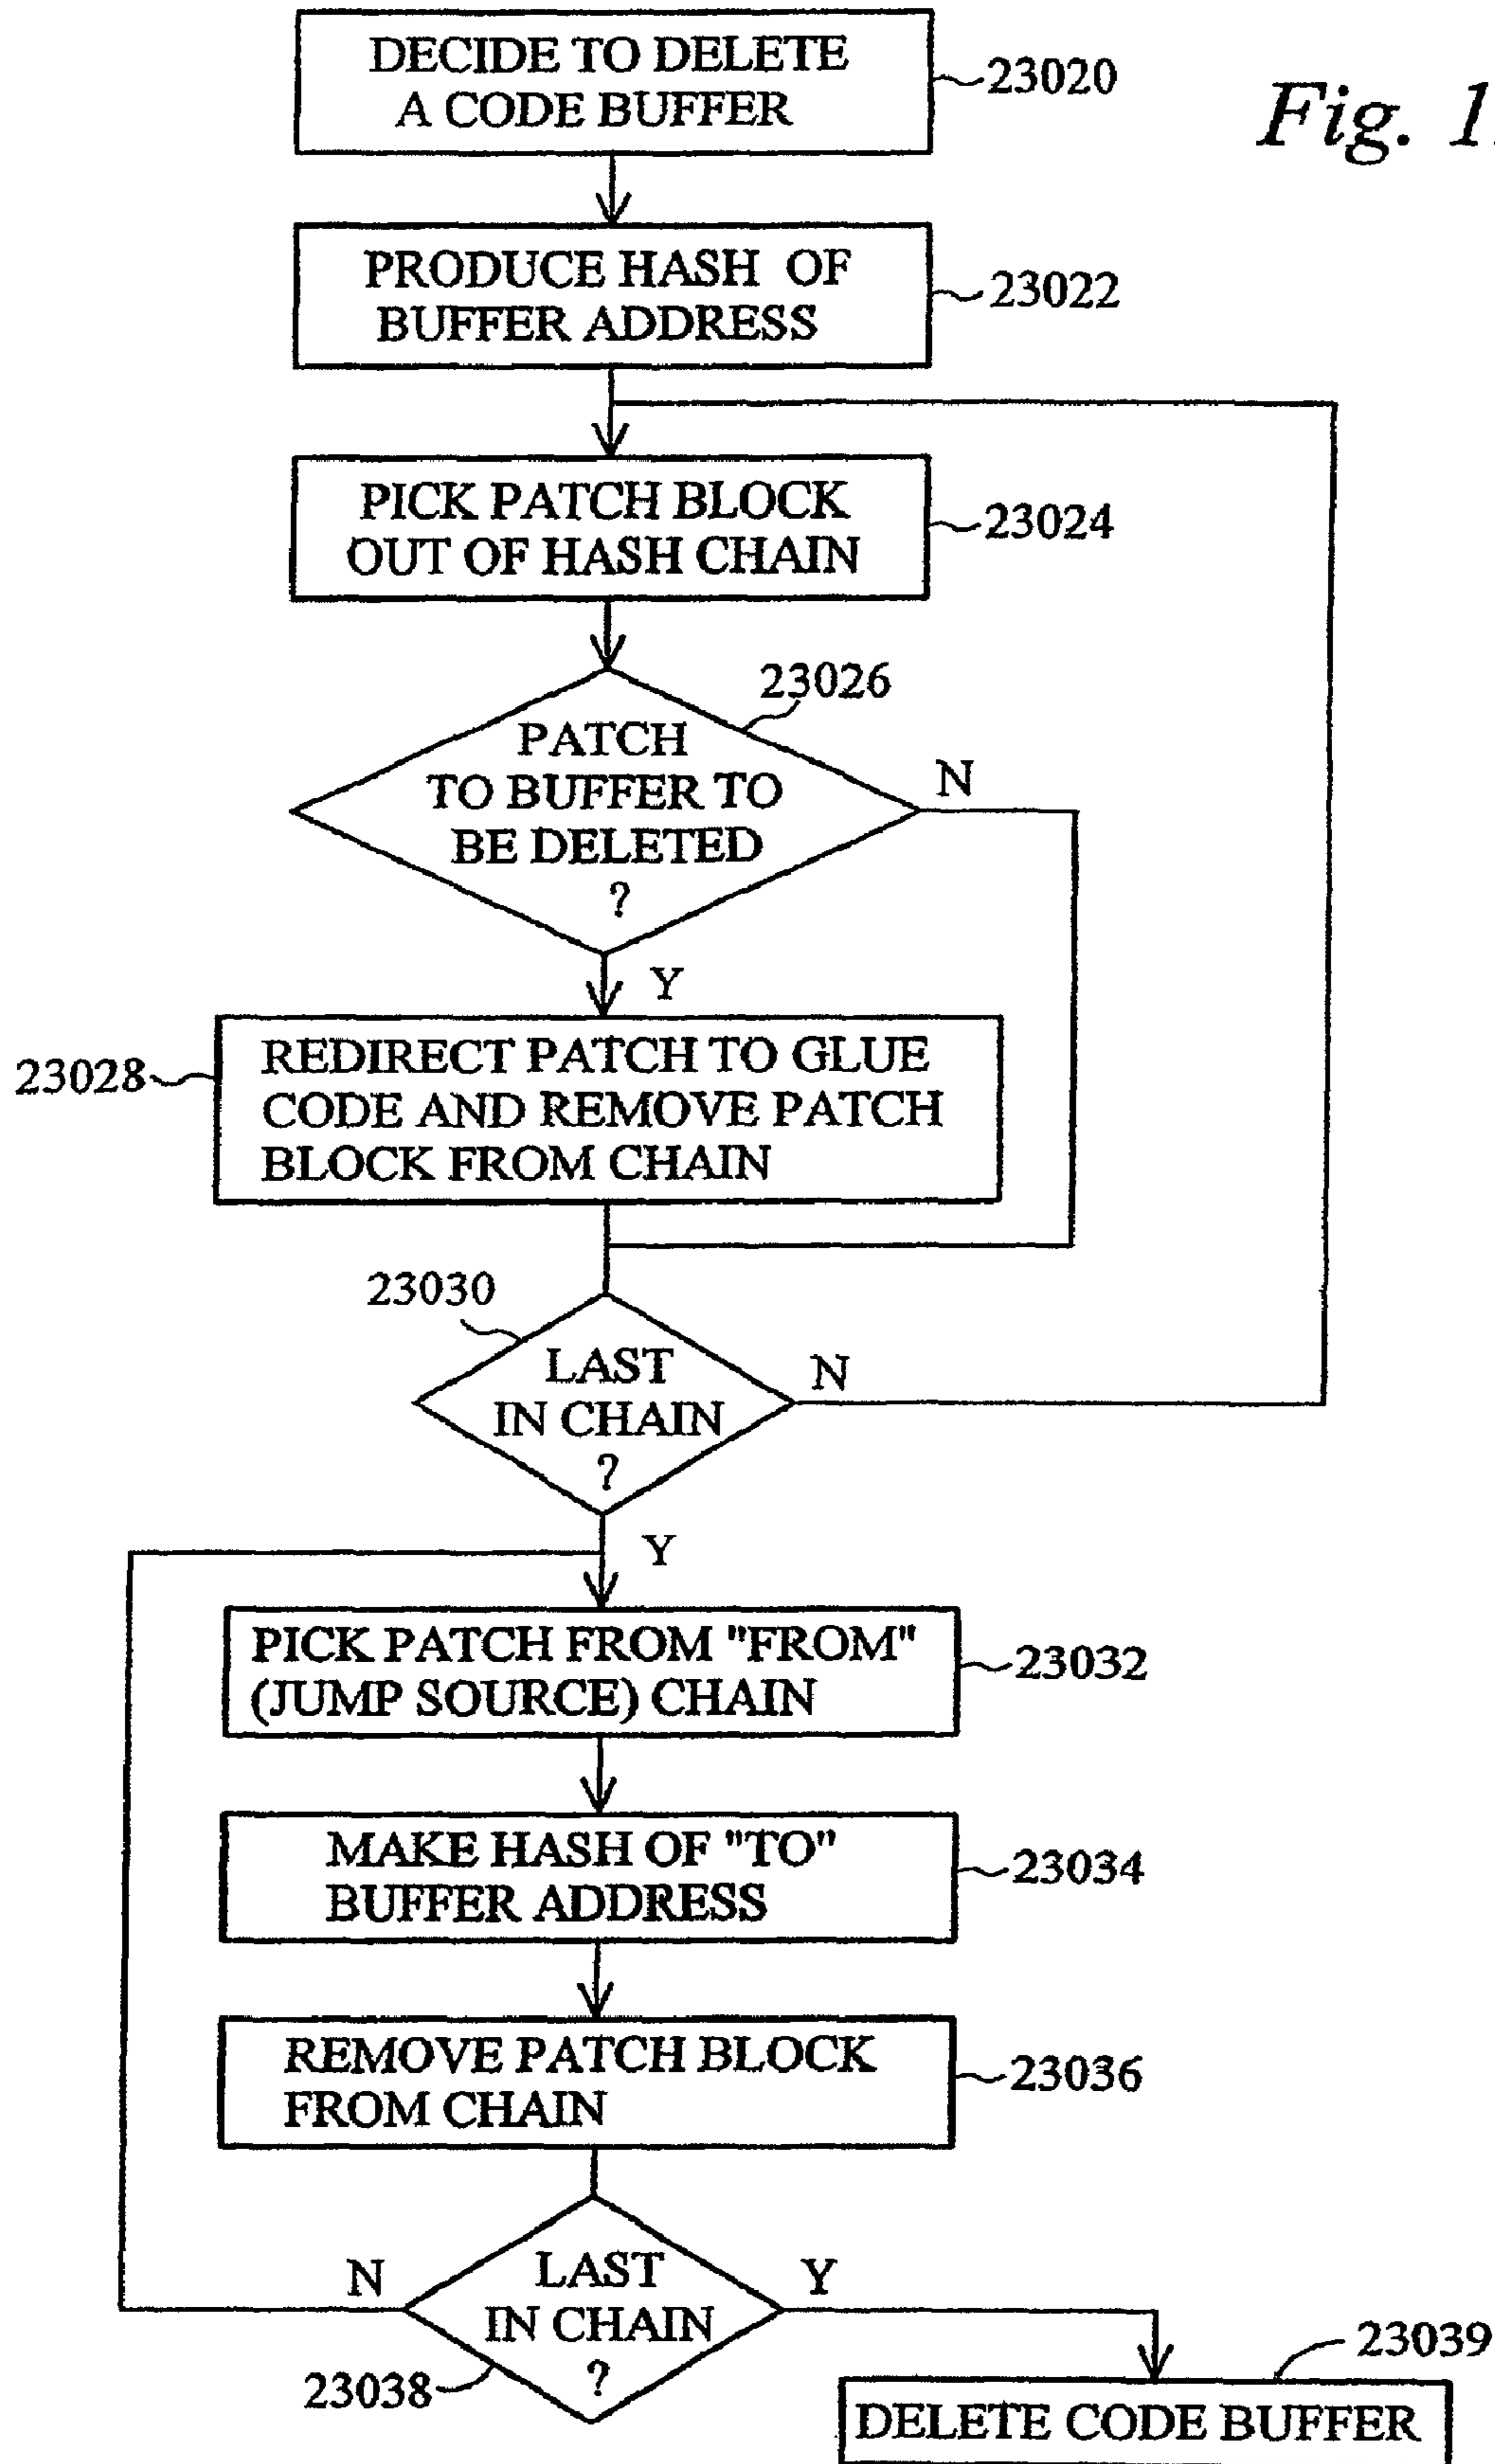 DECIDE TO DELETE
A CODE BUFFER
23020
Fig. 1
PRODUCE HASH OF
BUFFER ADDRESS
23022
PICK PATCH BLOCK
OUT OF HASH CHAIN
23024
23026
PATCH
TO BUFFER TO
BE DELETED
?
N
Y
23028
REDIRECT PATCH TO GLUE
CODE AND REMOVE PATCH
BLOCK FROM CHAIN
23030
LAST
IN CHAIN
?
N
Y
PICK PATCH FROM "FROM"
(JUMP SOURCE) CHAIN
23032
MAKE HASH OF "TO"
BUFFER ADDRESS
23034
REMOVE PATCH BLOCK
FROM CHAIN
23036
N
LAST
IN CHAIN
?
Y
23038
23039
DELETE CODE BUFFER